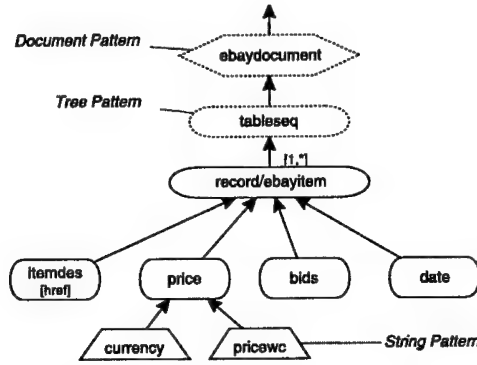 Document Pattern
ebaydocument
Tree Pattern
tableseq
[1,*]
record/ebayitem
itemdes
[href]
price
bids
date
currency
pricewc
String Pattern